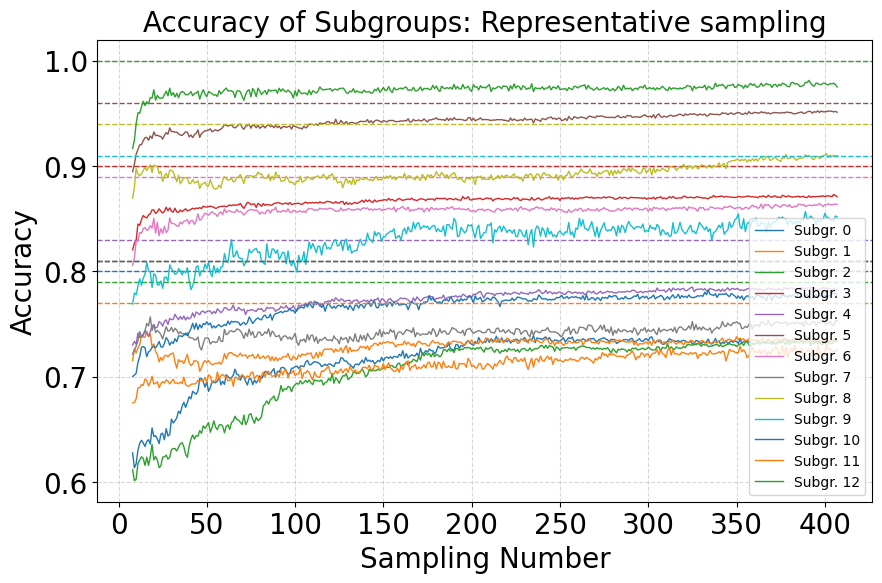 Accuracy of Subgroups: Representative sampling
1.0
0.9
0.8
0.7
0.6
Accuracy
0
50
100
150
200
250
300
350
400
Sampling Number
Subgr. 0
Subgr. 1
Subgr. 2
Subgr. 3
Subgr. 4
Subgr. 5
Subgr. 6
Subgr. 7
Subgr. 8
Subgr. 9
Subgr. 10
Subgr. 11
Subgr. 12